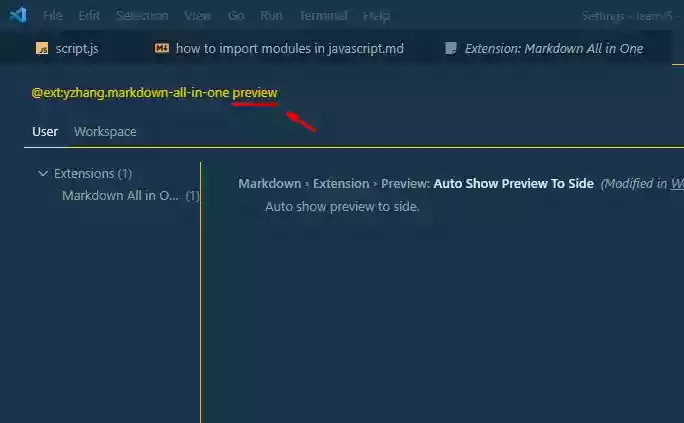 File Edit Selection View Go Run Terminal Help Settings - learnJS -
script.js how to import modules in javascript.md Extension: Markdown All in One
@ext:yzhang.markdown-all-in-one preview
User Workspace
Extensions (1)
Markdown All in O... (1)
Markdown › Extension › Preview: Auto Show Preview To Side (Modified in
Auto show preview to side.